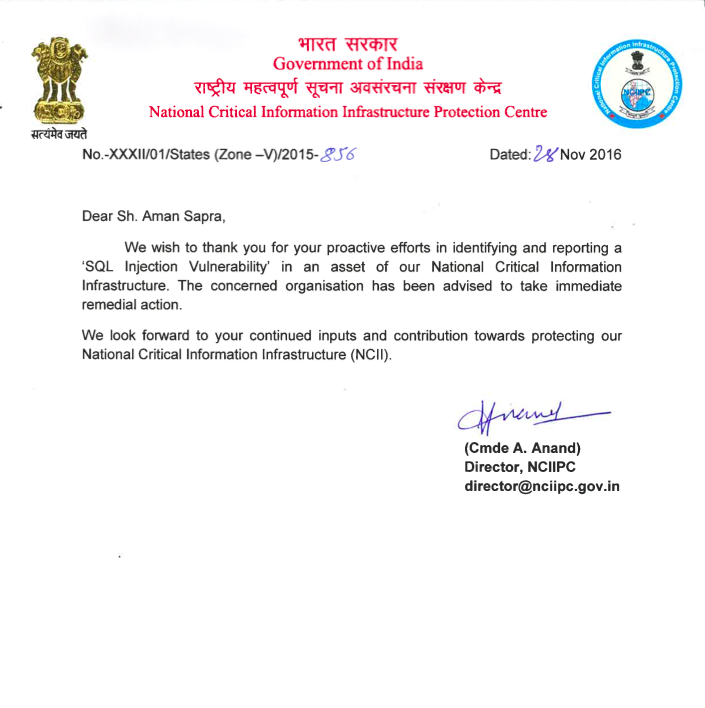 भारत सरकार
Government of India
राष्ट्रीय महत्वपूर्ण सूचना अवसंरचना संरक्षण केन्द्र
National Critical Information Infrastructure Protection Centre
सत्यमेव जयते
National Critical Information Infrastructure Protection Centre
NCIIPC
No.-XXXII/01/States (Zone –V)/2015-856 Dated: 28 Nov 2016
Dear Sh. Aman Sapra,
We wish to thank you for your proactive efforts in identifying and reporting a
‘SQL Injection Vulnerability’ in an asset of our National Critical Information
Infrastructure. The concerned organisation has been advised to take immediate
remedial action.
We look forward to your continued inputs and contribution towards protecting our
National Critical Information Infrastructure (NCII).
(Cmde A. Anand)
Director, NCIIPC
director@nciipc.gov.in